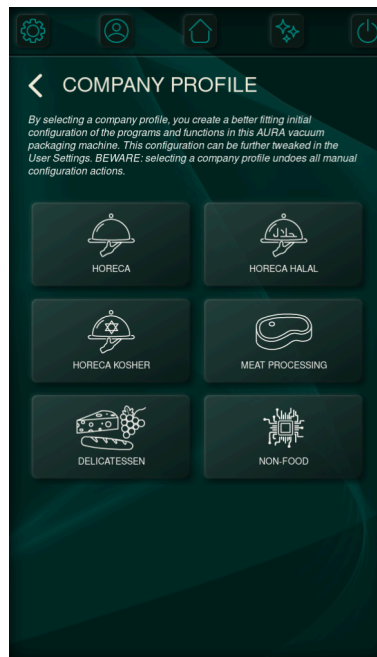 COMPANY PROFILE
By selecting a company profile, you create a better fitting initial
configuration of the programs and functions in this AURA vacuum
packaging machine. This configuration can be further tweaked in the
User Settings. BEWARE: selecting a company profile undoes all manual
configuration actions.
حلال
HORECA
HORECA HALAL
HORECA KOSHER
MEAT PROCESSING
DELICATESSEN
NON-FOOD